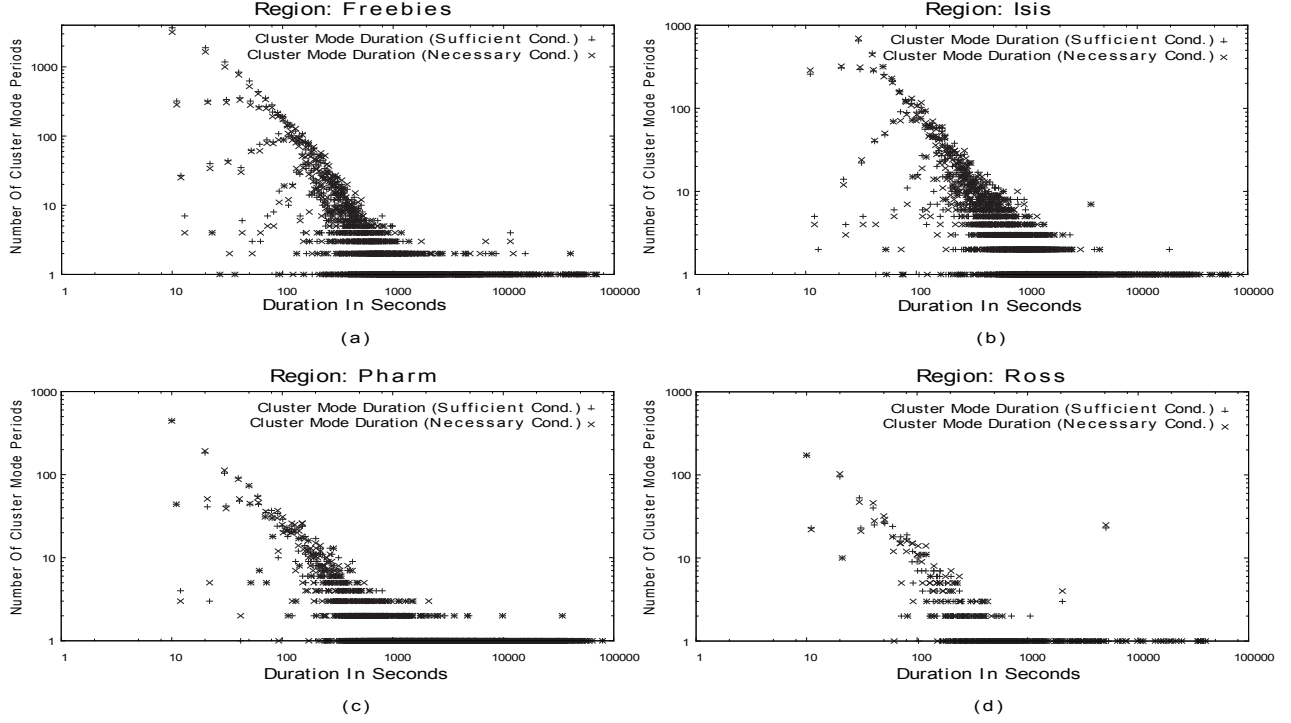 Region: Freebies
Cluster Mode Duration (Sufficient Cond.) +
Cluster Mode Duration (Necessary Cond.) ×
Number Of Cluster Mode Periods
1000
100
10
1
1 10 100 1000 10000 100000
Duration In Seconds
(a)
Region: Isis
Cluster Mode Duration (Sufficient Cond.) +
Cluster Mode Duration (Necessary Cond.) ×
Number Of Cluster Mode Periods
1000
100
10
1
1 10 100 1000 10000 100000
Duration In Seconds
(b)
Region: Pharm
Cluster Mode Duration (Sufficient Cond.) +
Cluster Mode Duration (Necessary Cond.) ×
Number Of Cluster Mode Periods
1000
100
10
1
1 10 100 1000 10000 100000
Duration In Seconds
(c)
Region: Ross
Cluster Mode Duration (Sufficient Cond.) +
Cluster Mode Duration (Necessary Cond.) ×
Number Of Cluster Mode Periods
1000
100
10
1
1 10 100 1000 10000 100000
Duration In Seconds
(d)